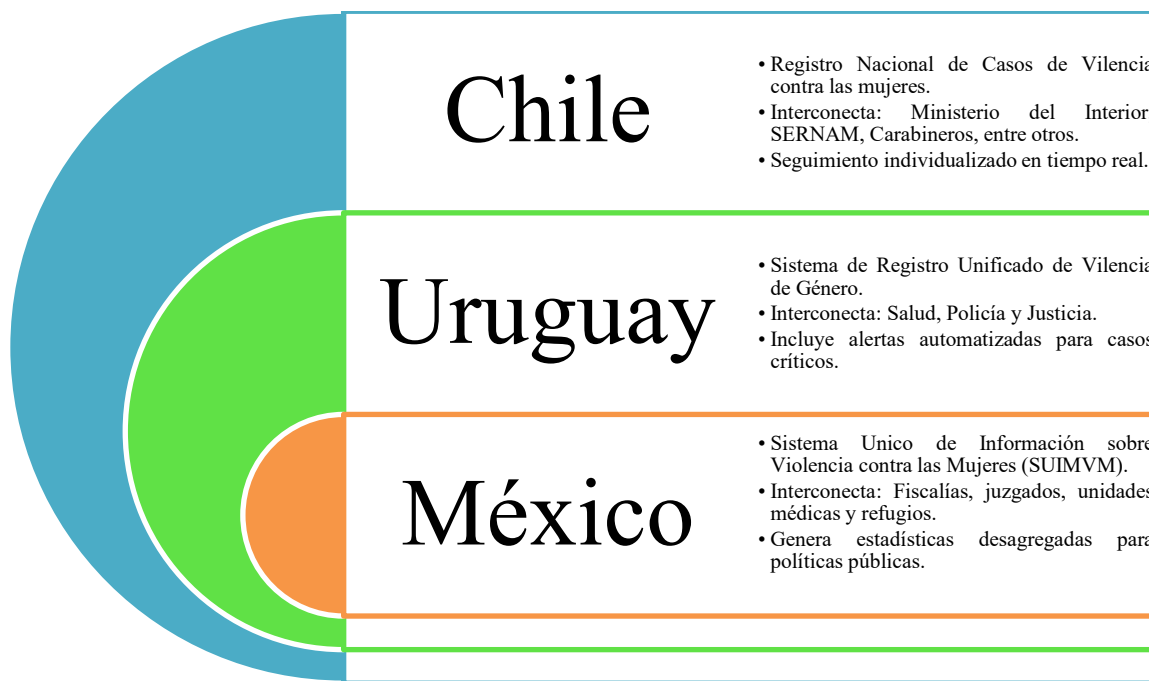 Chile
• Registro Nacional de Casos de Vilencia
contra las mujeres.
• Interconecta: Ministerio del Interior
SERNAM, Carabineros, entre otros.
• Seguimiento individualizado en tiempo real.
Uruguay
• Sistema de Registro Unificado de Vilencia
de Género.
• Interconecta: Salud, Policía y Justicia.
• Incluye alertas automatizadas para casos
críticos.
México
• Sistema Unico de Información sobre
Violencia contra las Mujeres (SUIMVM).
• Interconecta: Fiscalías, juzgados, unidades
médicas y refugios.
• Genera estadísticas desagregadas para
políticas públicas.